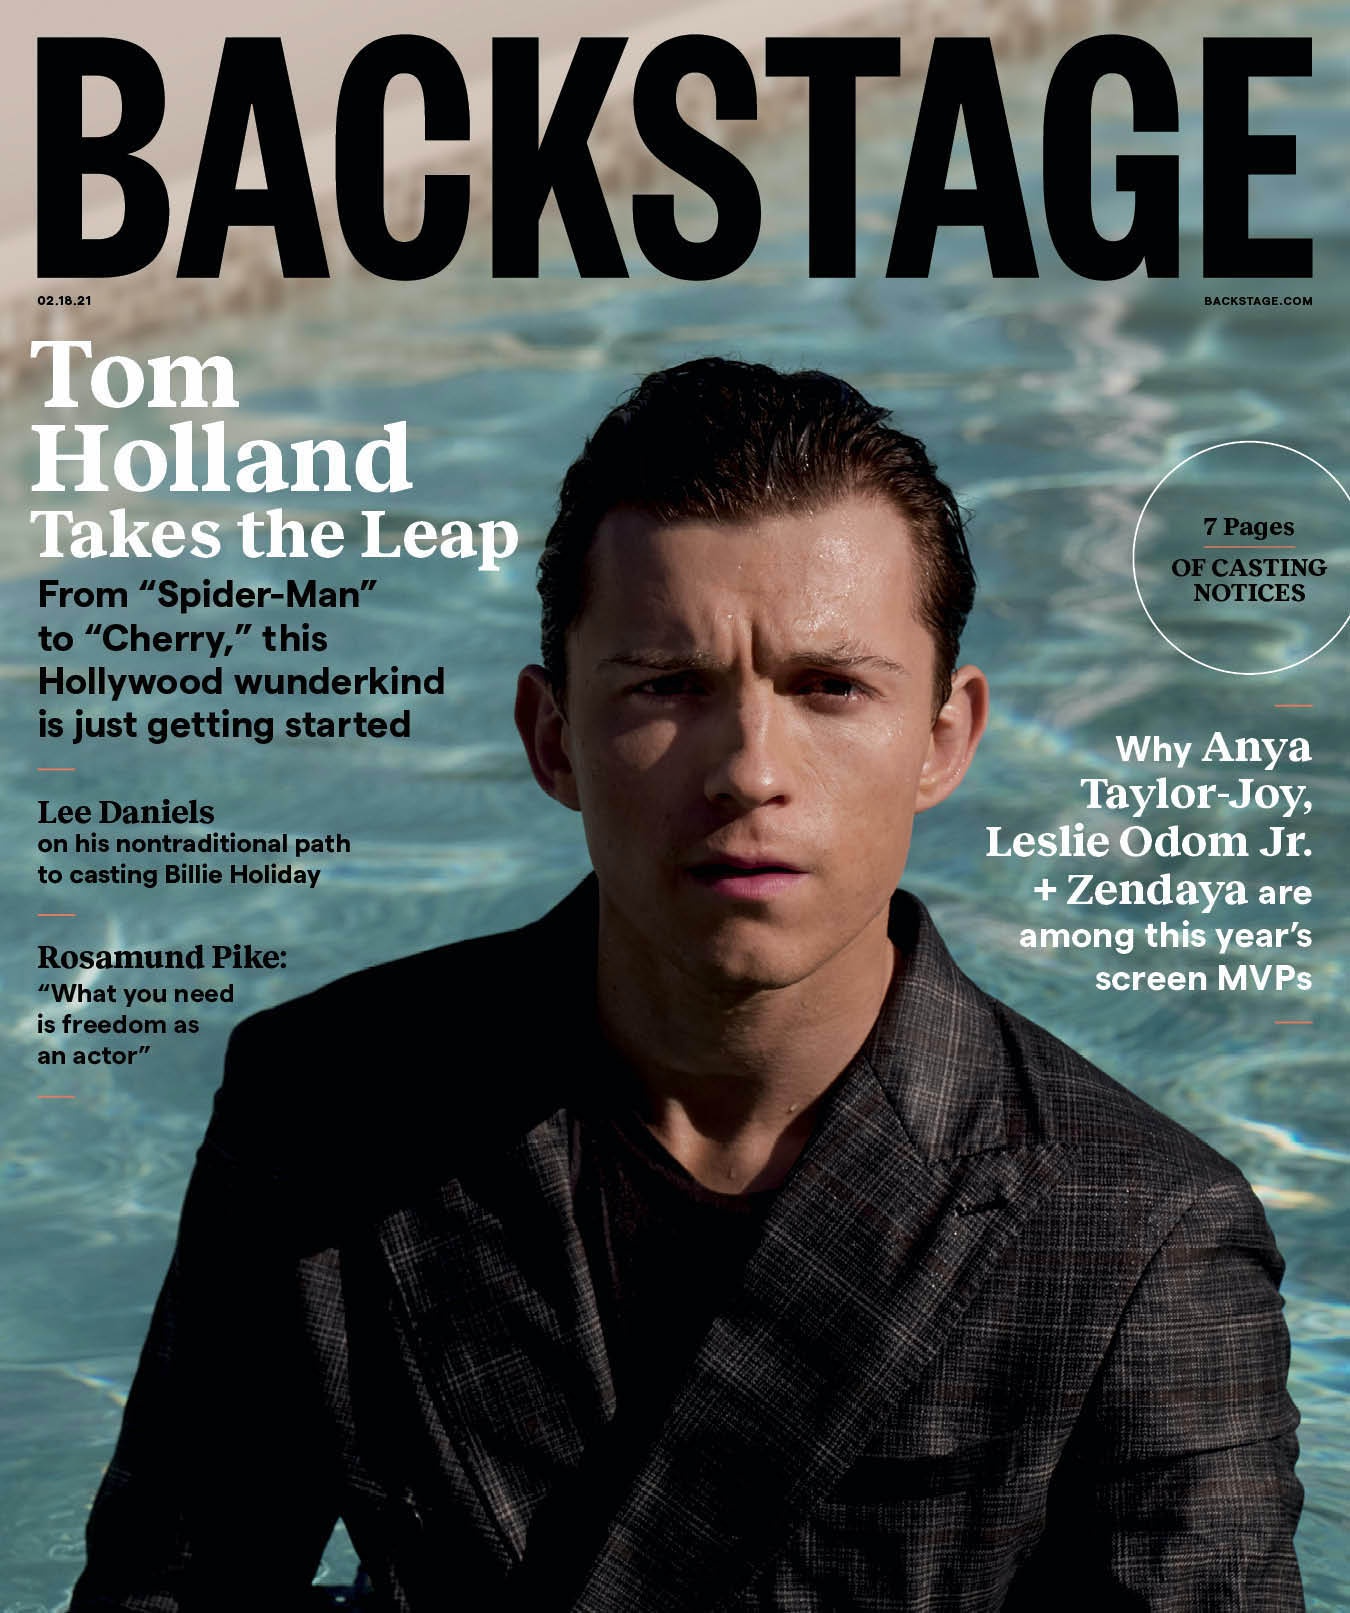 BACKSTAGE
02.18.21
BACKSTAGE.COM
Tom
Holland
Takes the Leap
From “Spider-Man”
to “Cherry,” this
Hollywood wunderkind
is just getting started
Lee Daniels
on his nontraditional path
to casting Billie Holiday
Rosamund Pike:
“What you need
is freedom as
an actor”
7 Pages
OF CASTING
NOTICES
Why Anya
Taylor-Joy,
Leslie Odom Jr.
+ Zendaya are
among this year’s
screen MVPs